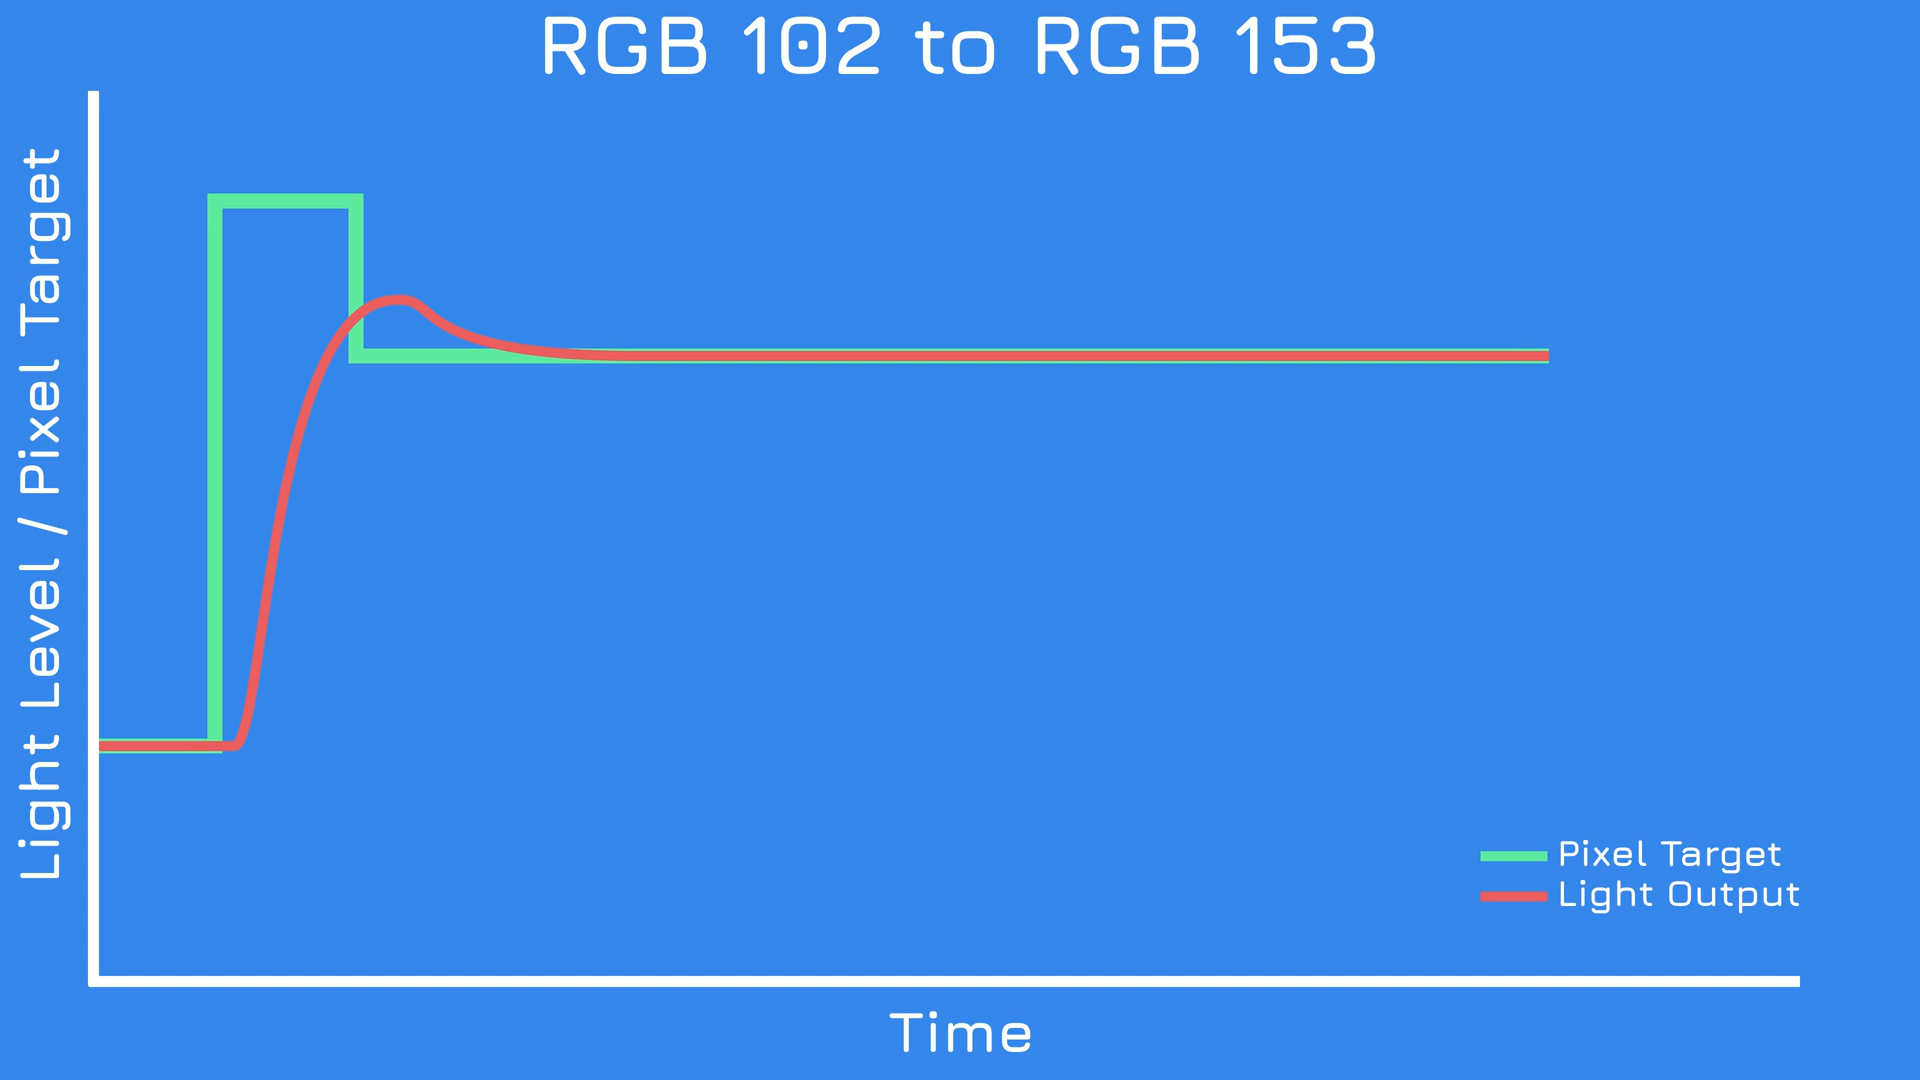 RGB 102 to RGB 153
Light Level / Pixel Target
Pixel Target
Light Output
Time